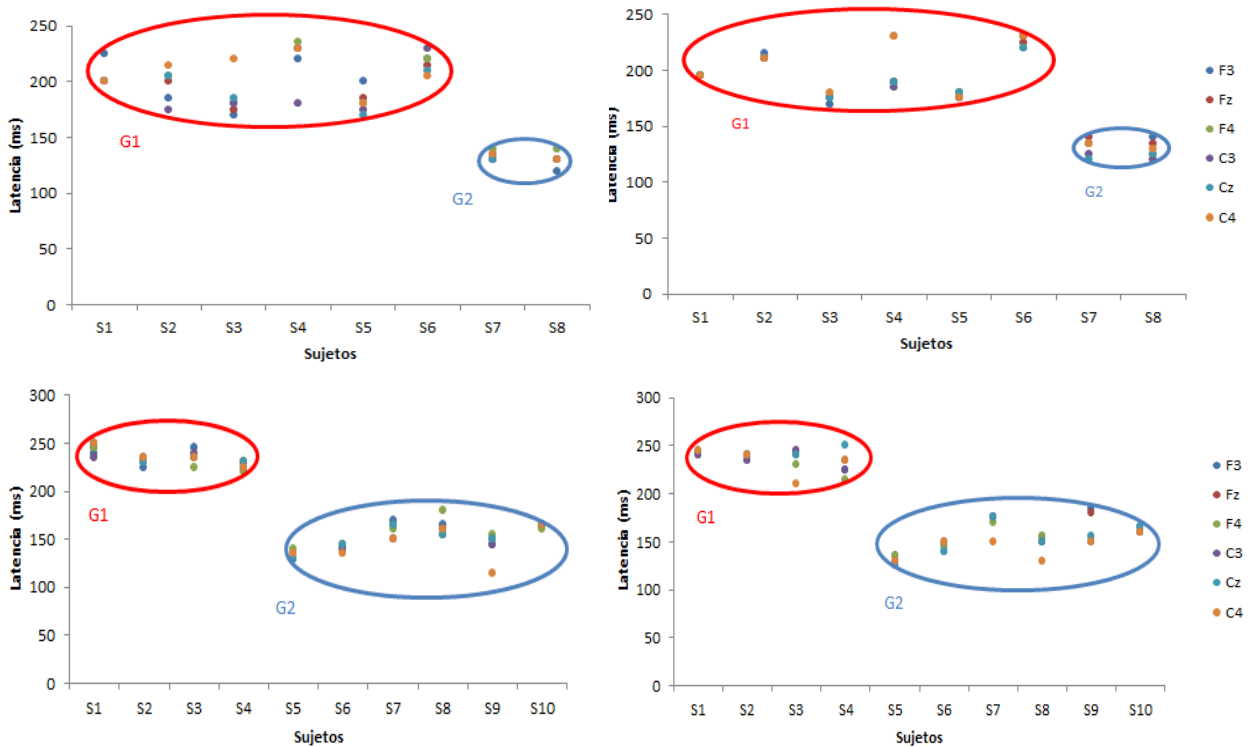 250
200
150
100
50
0
Latencia (ms)
G1
G2
S1 S2 S3 S4 S5 S6 S7 S8
Sujetos
250
200
150
100
50
0
Latencia (ms)
G1
G2
S1 S2 S3 S4 S5 S6 S7 S8
Sujetos
F3
Fz
F4
C3
Cz
C4
300
250
200
150
100
50
0
Latencia (ms)
G1
G2
S1 S2 S3 S4 S5 S6 S7 S8 S9 S10
Sujetos
300
250
200
150
100
50
0
Latencia (ms)
G1
G2
S1 S2 S3 S4 S5 S6 S7 S8 S9 S10
Sujetos
F3
Fz
F4
C3
Cz
C4